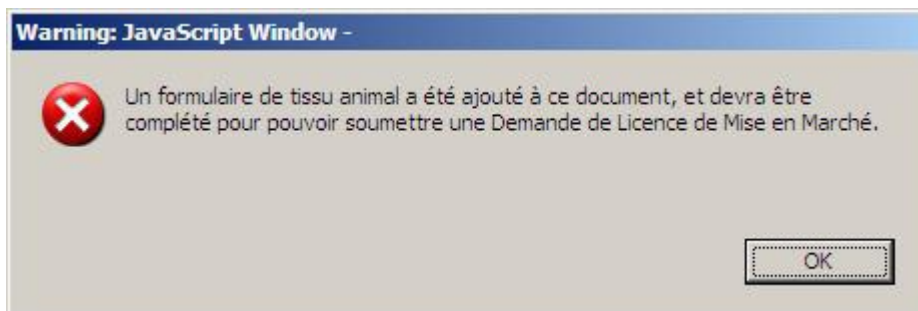 Warning: JavaScript Window -
Un formulaire de tissu animal a été ajouté à ce document, et devra être
complété pour pouvoir soumettre une Demande de Licence de Mise en Marché.
OK